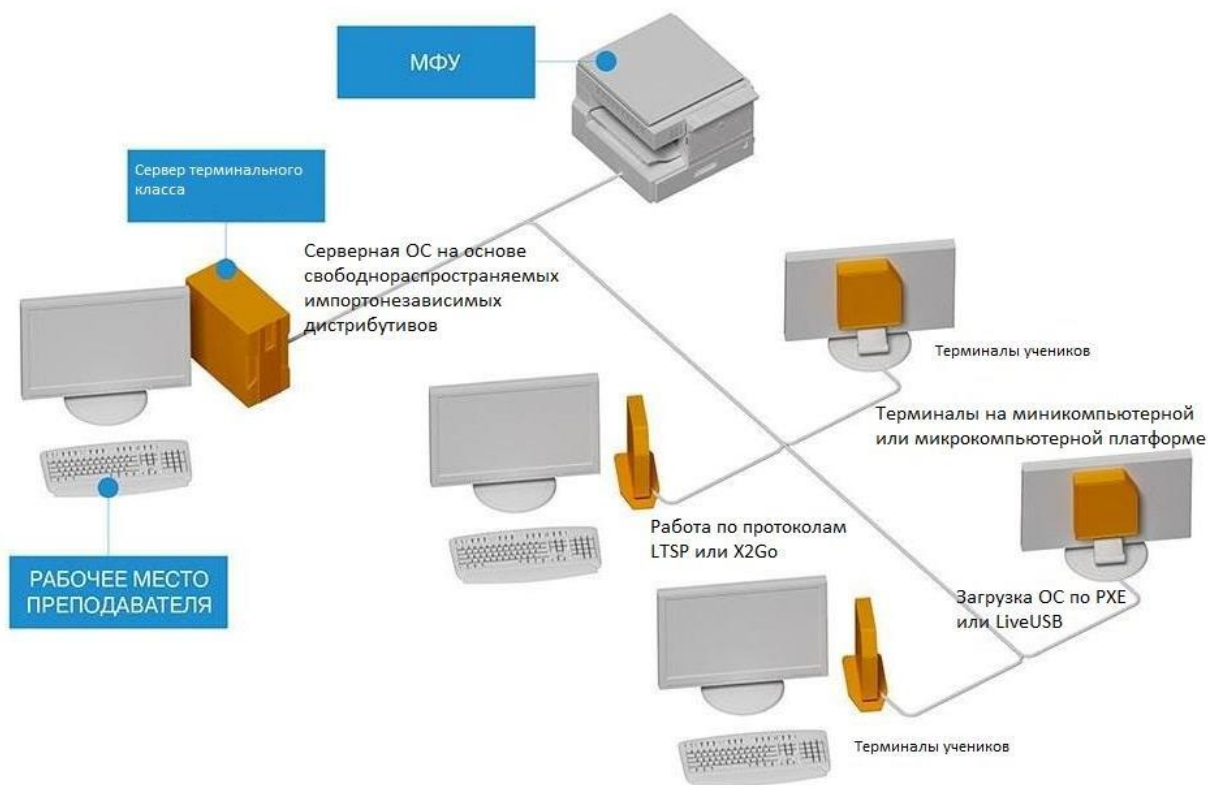 МФУ
Сервер терминального
класса
Серверная ОС на основе
свободнораспространяемых
импортонезависимых
дистрибутивов
Терминалы учеников
Терминалы на миникомпьютерной
или микрокомпьютерной платформе
Работа по протоколам
LTSP или X2Go
РАБОЧЕЕ МЕСТО
ПРЕПОДАВАТЕЛЯ
Загрузка ОС по PXE
или LiveUSB
Терминалы учеников